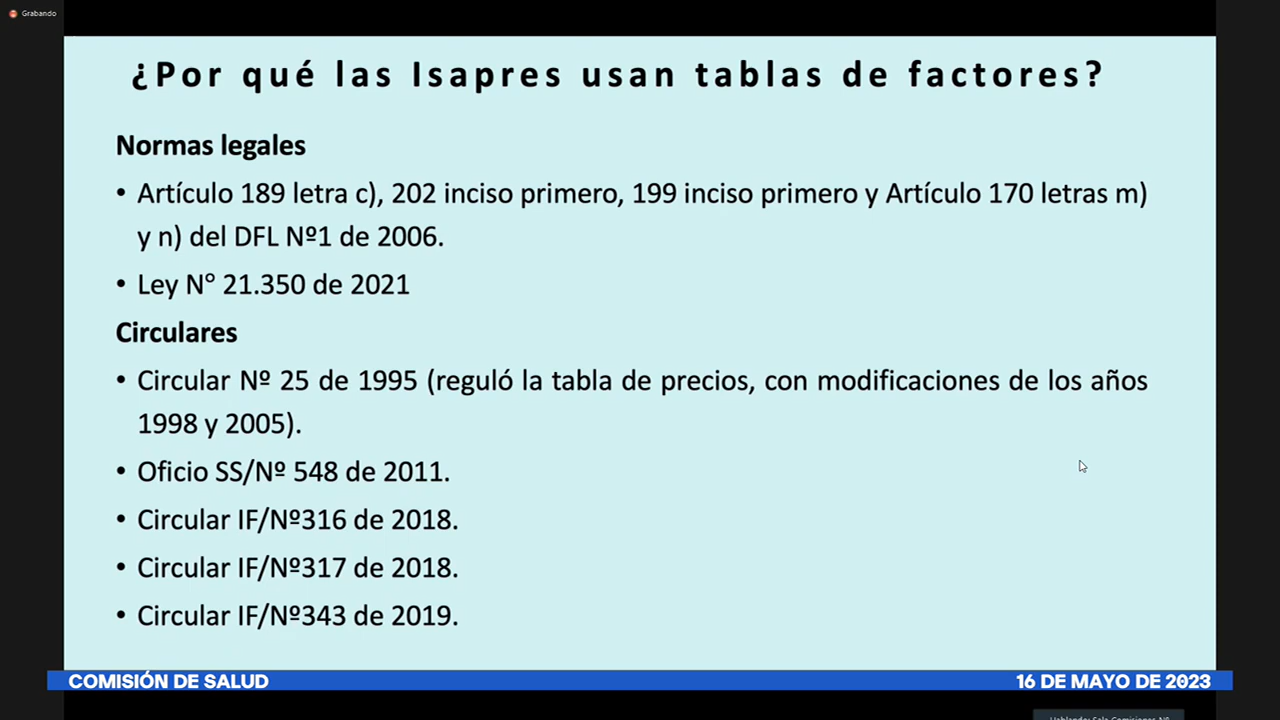 Grabando
¿Por qué las Isapres usan tablas de factores?
Normas legales
• Artículo 189 letra c), 202 inciso primero, 199 inciso primero y Artículo 170 letras m)
y n) del DFL Nº1 de 2006.
• Ley N° 21.350 de 2021
Circulares
• Circular Nº 25 de 1995 (reguló la tabla de precios, con modificaciones de los años
1998 y 2005).
• Oficio SS/Nº 548 de 2011.
• Circular IF/Nº316 de 2018.
• Circular IF/Nº317 de 2018.
• Circular IF/Nº343 de 2019.
COMISIÓN DE SALUD
16 DE MAYO DE 2023